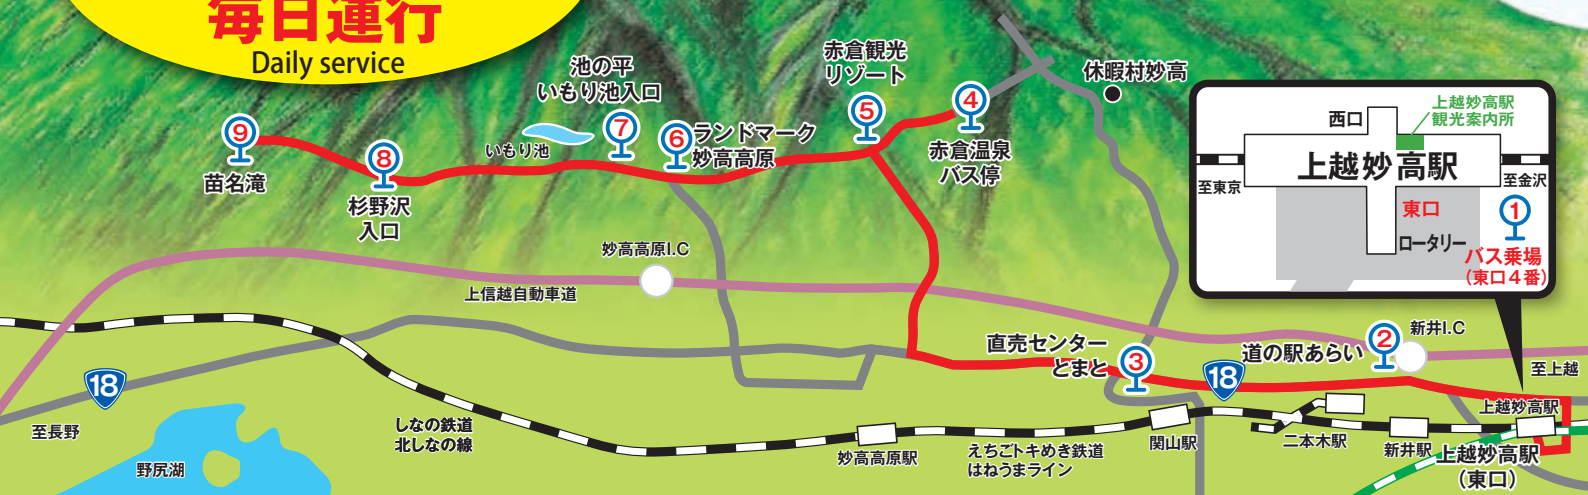 毎日運行
Daily service
⑨
苗名滝
⑧
杉野沢
入口
いもり池
池の平
いもり池入口
⑦
⑥
ランドマーク
妙高高原
赤倉観光
リゾート
⑤
④
赤倉温泉
バス停
休暇村妙高
上越妙高駅
観光案内所
西口
上越妙高駅
至東京
至金沢
東口
①
ロータリー
バス乗場
(東口4番)
妙高高原I.C
上信越自動車道
直売センター
とまと
③
18
道の駅あらい
②
新井I.C
至上越
18
至長野
野尻湖
しなの鉄道
北しなの線
妙高高原駅
えちごトキめき鉄道
はねうまライン
関山駅
二本木駅
新井駅
上越妙高駅
上越妙高駅
(東口)